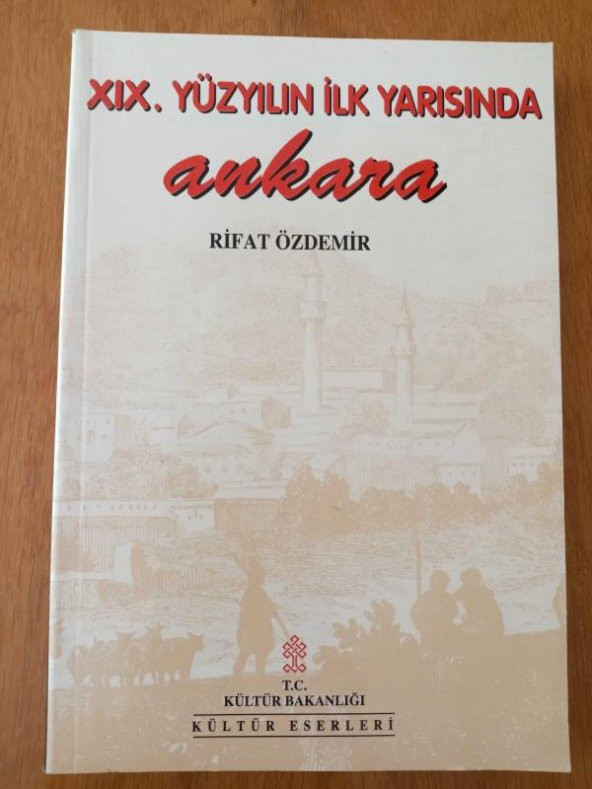 XIX. YÜZYILIN İLK YARISINDA
ankara
RİFAT ÖZDEMİR
T.C.
KÜLTÜR BAKANLIĞI
KÜLTÜR ESERLERİ